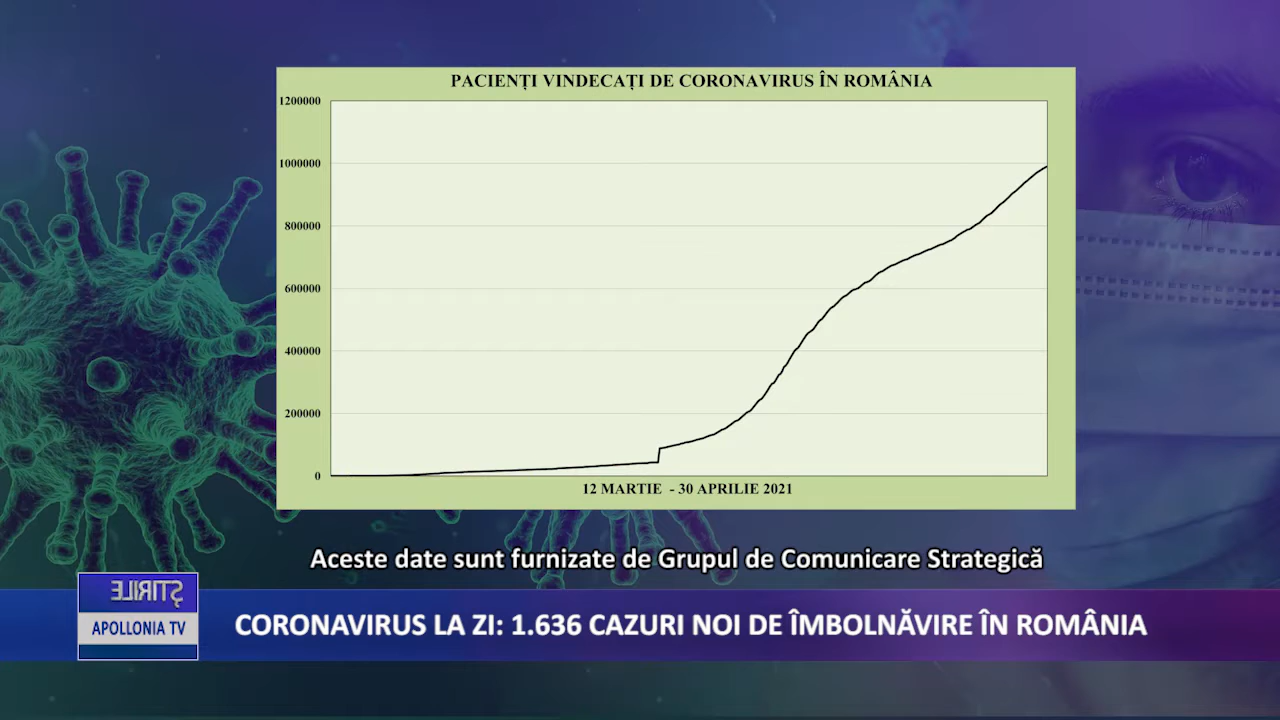 PACIENȚI VINDECAȚI DE CORONAVIRUS ÎN ROMÂNIA
1200000
1000000
800000
600000
400000
200000
0
12 MARTIE - 30 APRILIE 2021
Aceste date sunt furnizate de Grupul de Comunicare Strategică
ȘTIRILE
APOLLONIA TV
CORONAVIRUS LA ZI: 1.636 CAZURI NOI DE ÎMBOLNĂVIRE ÎN ROMÂNIA